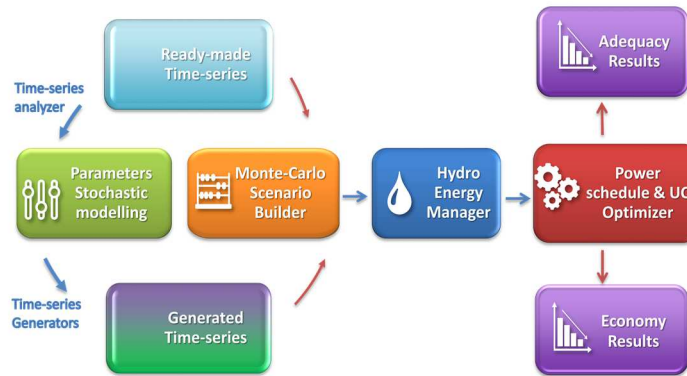 Ready-made
Time-series
Adequacy
Results
Time-series
analyzer
Parameters
Stochastic
modelling
Monte-Carlo
Scenario
Builder
Hydro
Energy
Manager
Power
schedule & UC
Optimizer
Time-series
Generators
Generated
Time-series
Economy
Results